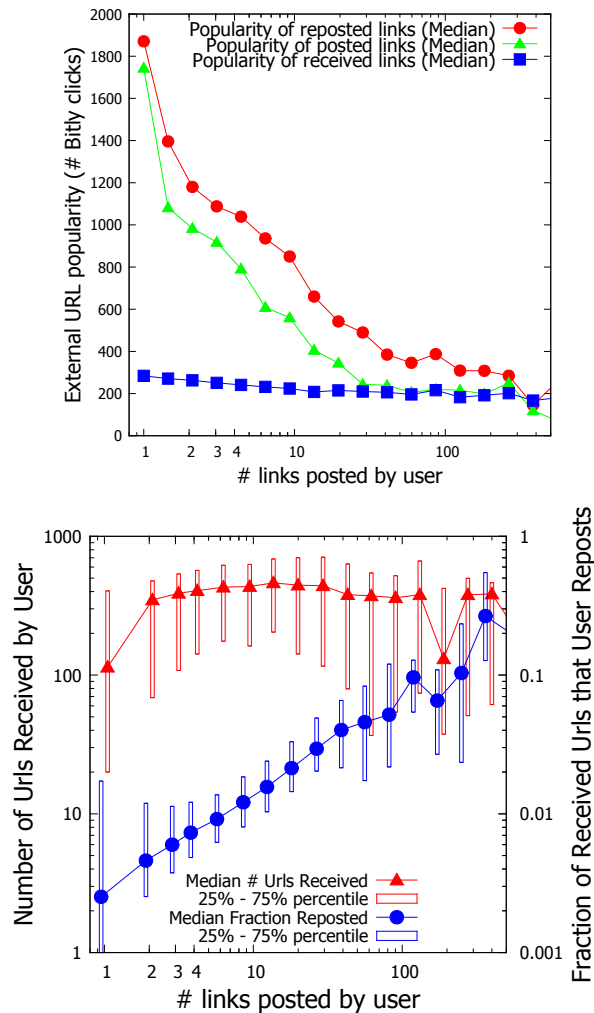 Popularity of reposted links (Median)
Popularity of posted links (Median)
Popularity of received links (Median)
External URL popularity (# Bitly clicks)
2000
1800
1600
1400
1200
1000
800
600
400
200
0
1 2 3 4 10 100
# links posted by user
Number of Urls Received by User
1000
100
10
1
Median # Urls Received
25% - 75% percentile
Median Fraction Reposted
25% - 75% percentile
1
0.1
0.01
0.001
Fraction of Received Urls that User Reposts
1 2 3 4 10 100
# links posted by user